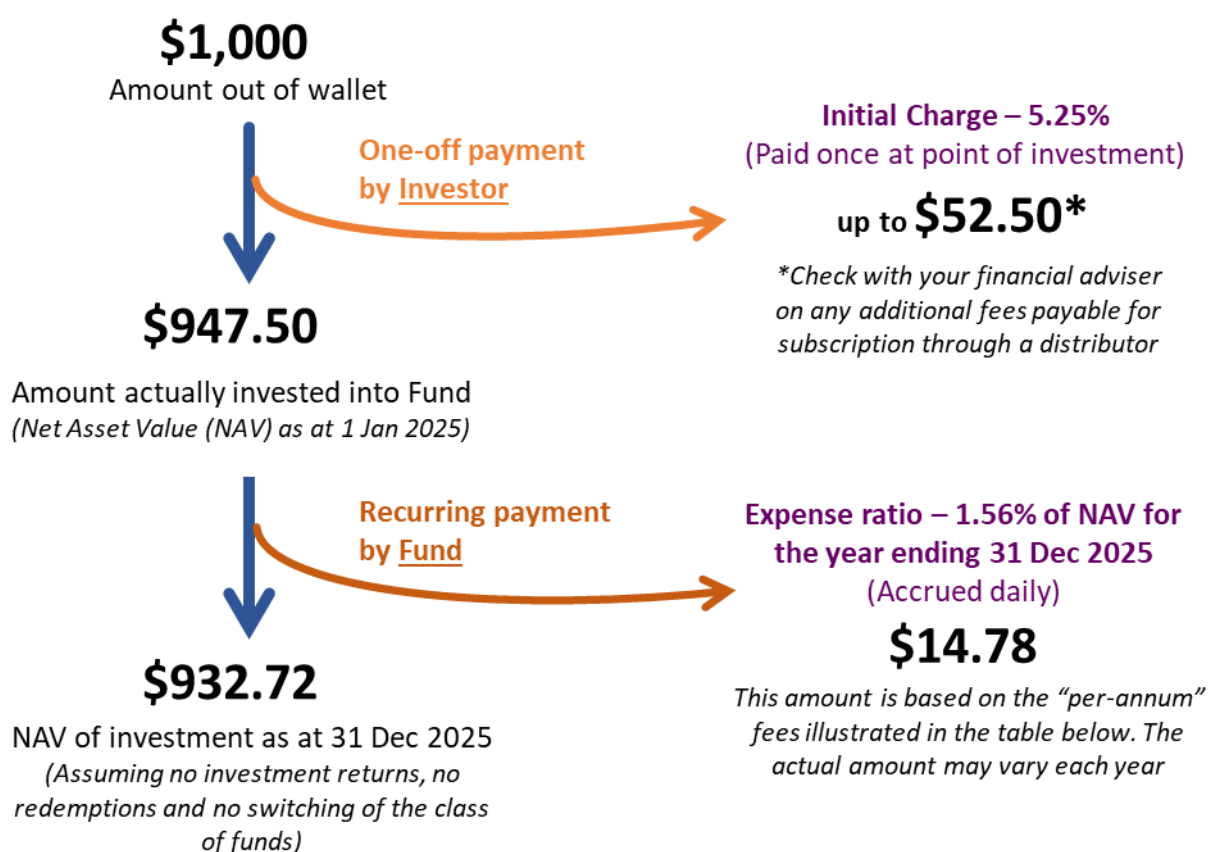 $1,000
Amount out of wallet
One-off payment
by Investor
Initial Charge – 5.25%
(Paid once at point of investment)
up to $52.50*
*Check with your financial adviser
on any additional fees payable for
subscription through a distributor
$947.50
Amount actually invested into Fund
(Net Asset Value (NAV) as at 1 Jan 2025)
Recurring payment
by Fund
Expense ratio – 1.56% of NAV for
the year ending 31 Dec 2025
(Accrued daily)
$14.78
This amount is based on the “per-annum”
fees illustrated in the table below. The
actual amount may vary each year
$932.72
NAV of investment as at 31 Dec 2025
(Assuming no investment returns, no
redemptions and no switching of the class
of funds)